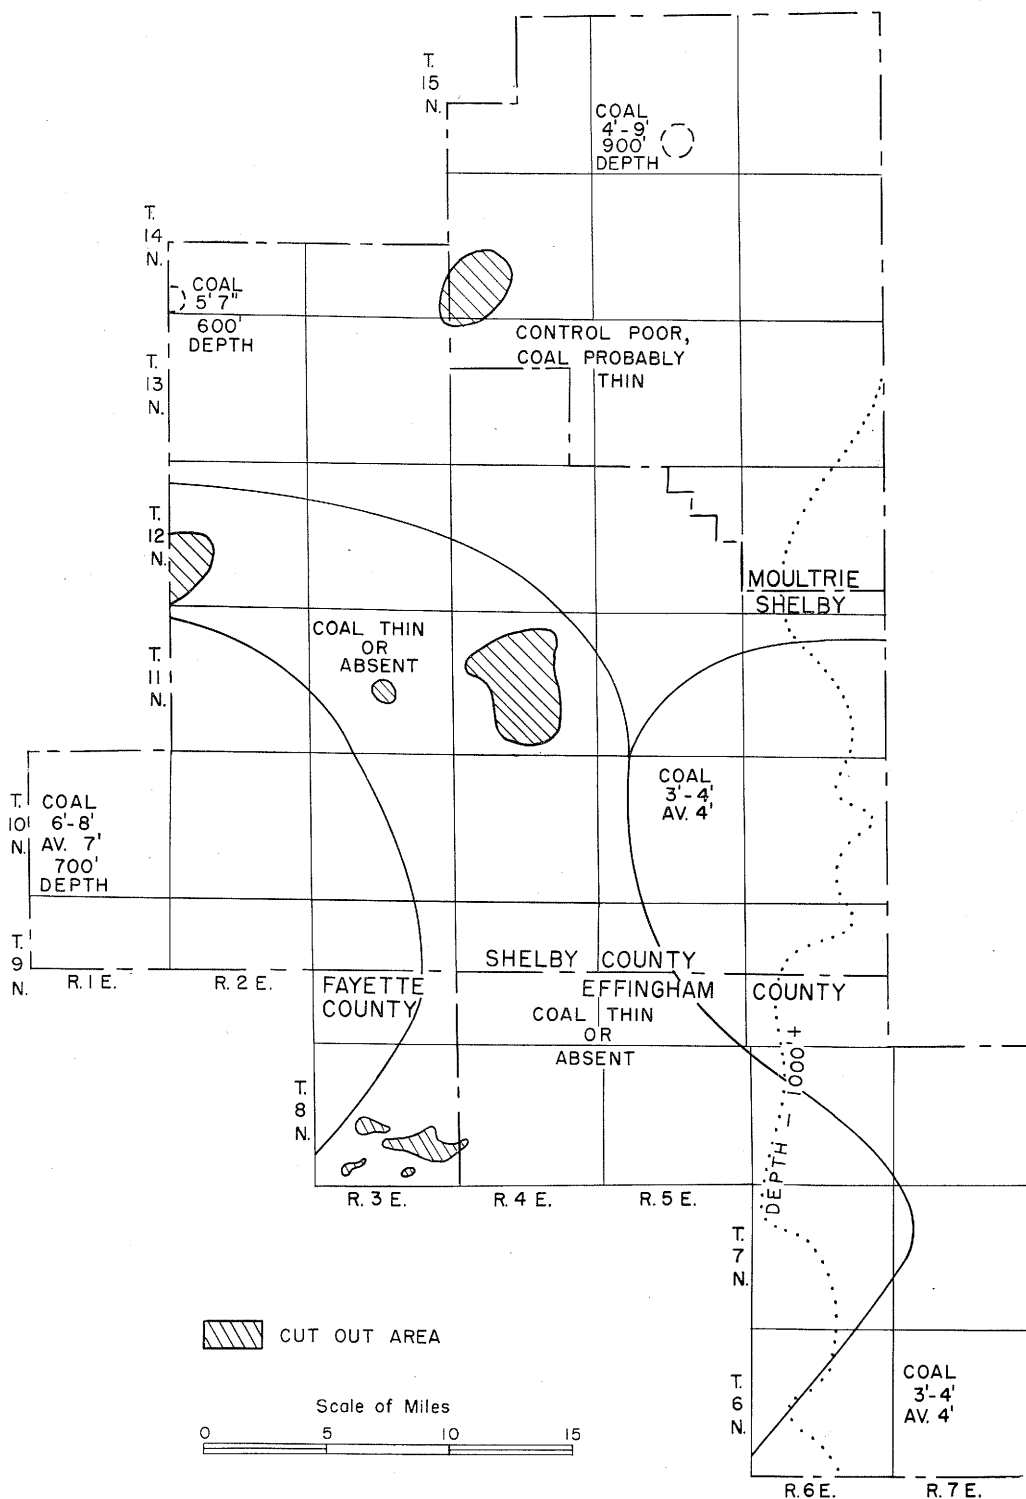 T.
15
N.
COAL
4'-9'
900'
DEPTH
T.
14
N.
COAL
5' 7"
600'
DEPTH
CONTROL POOR,
COAL PROBABLY
THIN
T.
13
N.
T.
12
N.
MOULTRIE
SHELBY
COAL THIN
OR
ABSENT
T.
11
N.
COAL
3'-4'
AV. 4'
T.
10
N.
COAL
6'-8'
AV. 7'
700'
DEPTH
T.
9
N.
SHELBY COUNTY
R. 1 E.
R. 2 E.
FAYETTE
COUNTY
EFFINGHAM COUNTY
COAL THIN
OR
ABSENT
DEPTH - 1000'+
T.
8
N.
R. 3 E.
R. 4 E.
R. 5 E.
T.
7
N.
CUT OUT AREA
T.
6
N.
COAL
3'-4'
AV. 4'
Scale of Miles
0 5 10 15
R. 6 E.
R. 7 E.